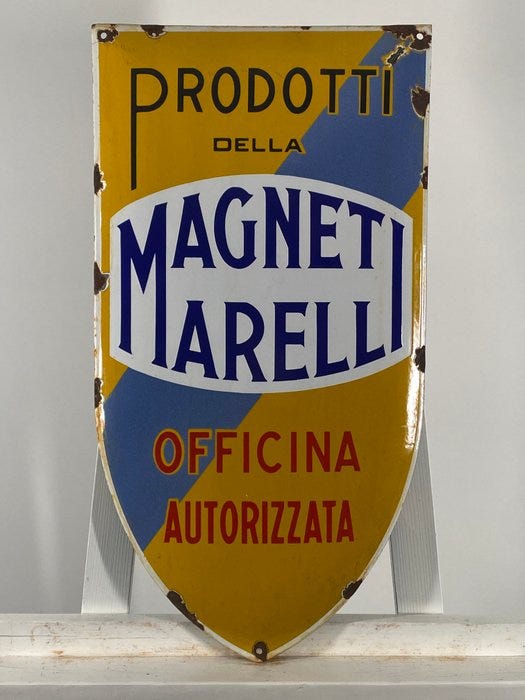 PRODOTTI
DELLA
MAGNETI
MARELLI
OFFICINA
AUTORIZZATA